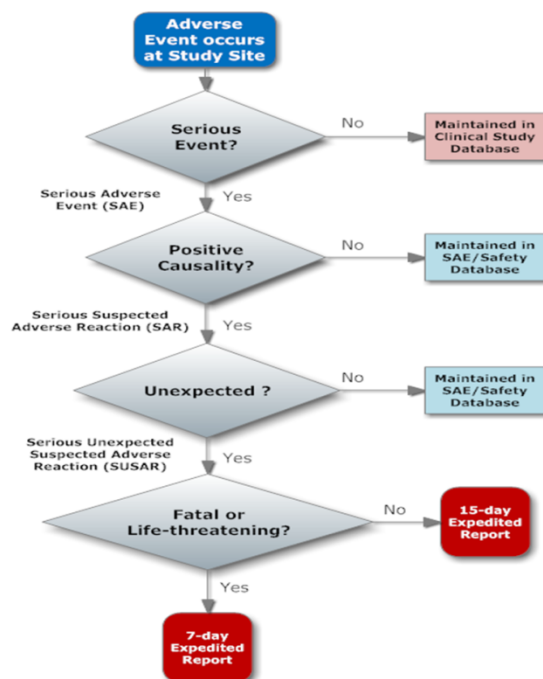 Adverse
Event occurs
at Study Site
Serious
Event?
No
Maintained in
Clinical Study
Database
Serious Adverse
Event (SAE)
Yes
Positive
Causality?
No
Maintained in
SAE/Safety
Database
Serious Suspected
Adverse Reaction (SAR)
Yes
Unexpected ?
No
Maintained in
SAE/Safety
Database
Serious Unexpected
Suspected Adverse
Reaction (SUSAR)
Yes
Fatal or
Life-threatening?
No
15-day
Expedited
Report
Yes
7-day
Expedited
Report